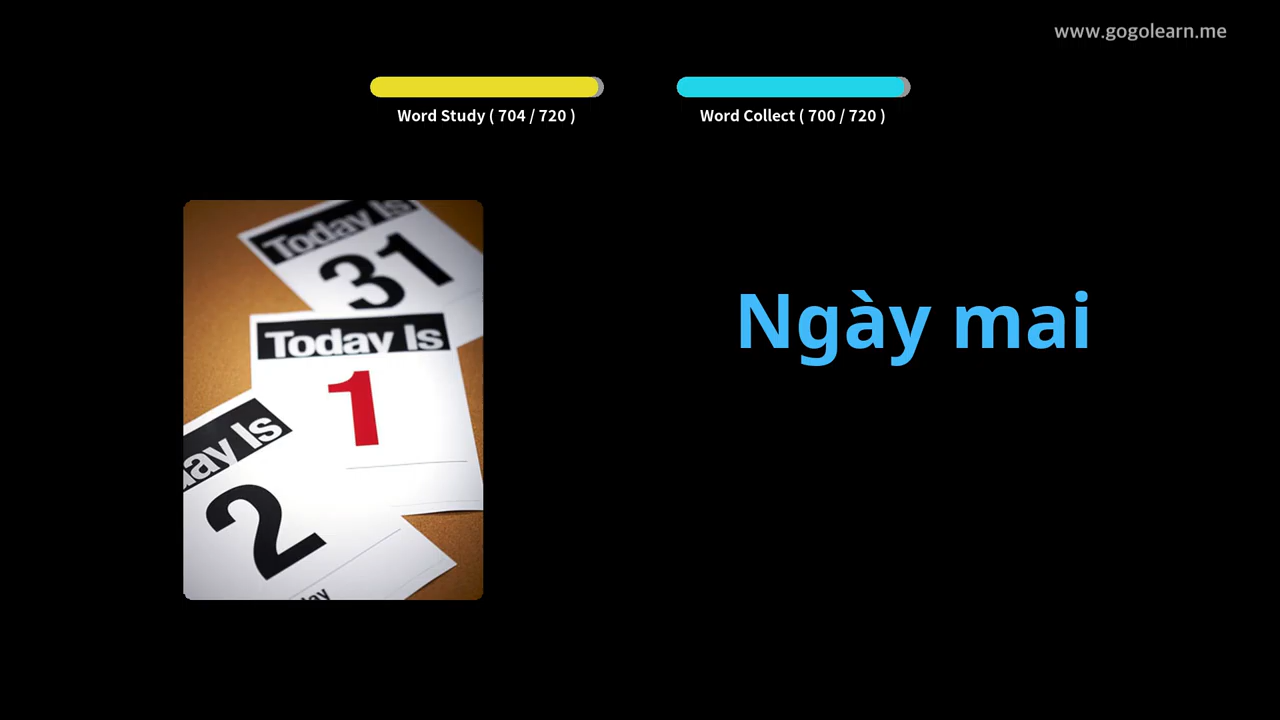 www.gogolearn.me
Word Study ( 704 / 720 )
Word Collect ( 700 / 720 )
Today Is
31
Today Is
1
ay Is
2
Ngày mai